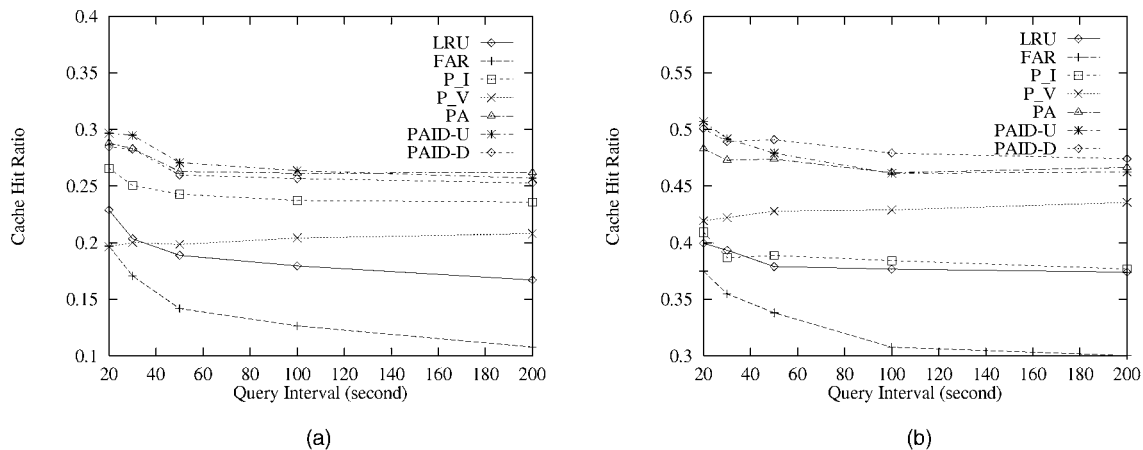 0.4
0.35
0.3
0.25
0.2
0.15
0.1
Cache Hit Ratio
LRU
FAR
P_I
P_V
PA
PAID-U
PAID-D
20 40 60 80 100 120 140 160 180 200
Query Interval (second)
(a)
0.6
0.55
0.5
0.45
0.4
0.35
0.3
Cache Hit Ratio
LRU
FAR
P_I
P_V
PA
PAID-U
PAID-D
20 40 60 80 100 120 140 160 180 200
Query Interval (second)
(b)